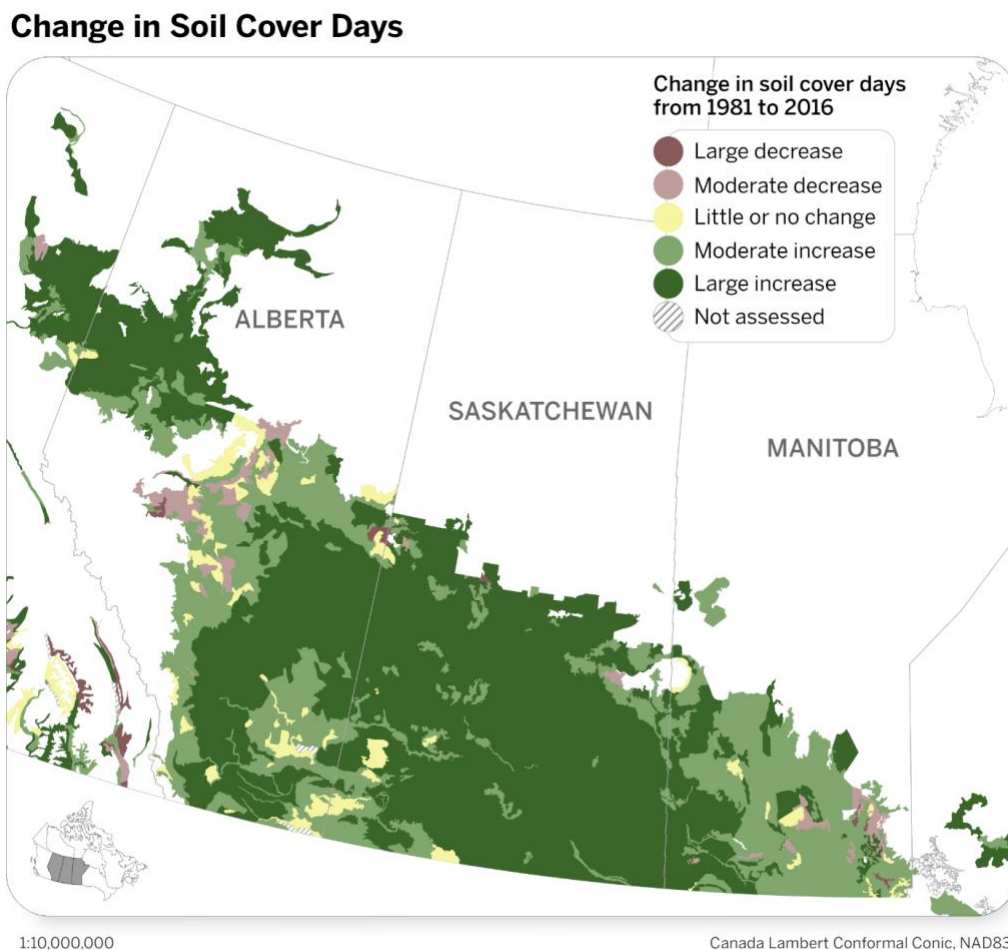 Change in Soil Cover Days
Change in soil cover days
from 1981 to 2016
Large decrease
Moderate decrease
Little or no change
Moderate increase
Large increase
Not assessed
ALBERTA
SASKATCHEWAN
MANITOBA
1:10,000,000
Canada Lambert Conformal Conic, NAD83